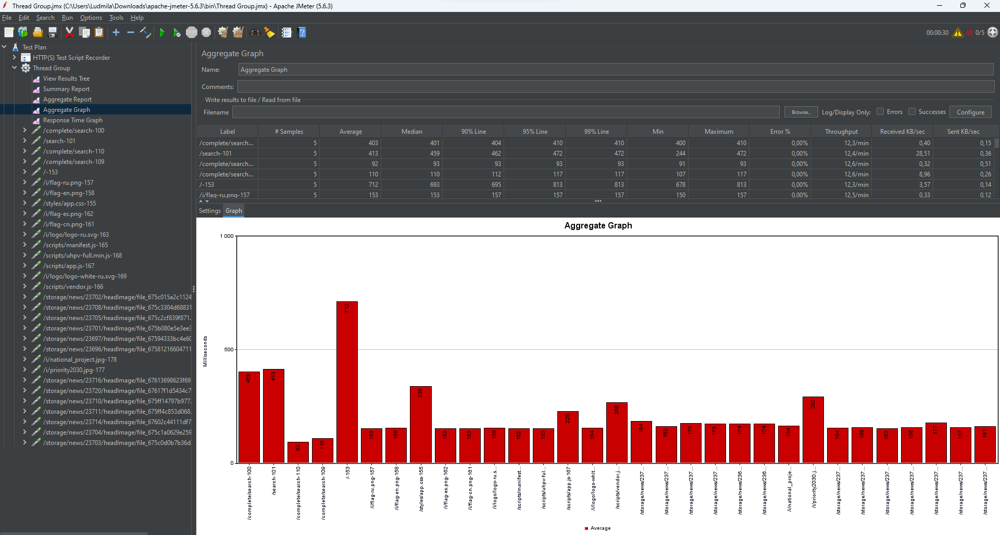 Thread Group.jmx (C:\Users\Ludmila\Downloads\apache-jmeter-5.6.3\bin\Thread Group.jmx) - Apache JMeter (5.6.3)
File Edit Search Run Options Tools Help
00:00:30 48 0/5
Test Plan
HTTP(S) Test Script Recorder
Thread Group
View Results Tree
Summary Report
Aggregate Report
Aggregate Graph
Response Time Graph
/complete/search-100
/search-101
/complete/search-110
/complete/search-109
/-153
/i/flag-ru.png-157
/i/flag-en.png-158
/styles/app.css-155
/i/flag-es.png-162
/i/flag-cn.png-161
/i/logo/logo-ru.svg-163
/scripts/manifest.js-165
/scripts/uhpv-full.min.js-168
/scripts/app.js-167
/i/logo/logo-white-ru.svg-169
/scripts/vendor.js-166
/storage/news/23702/headImage/file_675c015a2c1124
/storage/news/23708/headImage/file_675c3304d68831
/storage/news/23705/headImage/file_675c2cf839f871.
/storage/news/23701/headImage/file_675b080e5e3ee3
/storage/news/23697/headImage/file_67594333bc4e60
/storage/news/23696/headImage/file_67581216604711
/i/national_project.jpg-178
/i/priority2030.jpg-177
/storage/news/23716/headImage/file_67613698623f69
/storage/news/23720/headImage/file_67617f1d5434c7
/storage/news/23710/headImage/file_675ff14797b977.
/storage/news/23711/headImage/file_675ff4c853d068.
/storage/news/23714/headImage/file_67602c44111df7
/storage/news/23704/headImage/file_675c1a0629e259
/storage/news/23703/headImage/file_675c0d0b7b36d.
Aggregate Graph
Name: Aggregate Graph
Comments:
Write results to file / Read from file
Filename Browse... Log/Display Only: Errors Successes Configure
Label # Samples Average Median 90% Line 95% Line 99% Line Min Maximum Error % Throughput Received KB/sec Sent KB/sec
/complete/search... 5 403 401 404 410 410 400 410 0,00% 12,3/min 0,40 0,15
/search-101 5 413 459 462 472 472 244 472 0,00% 12,4/min 28,51 0,36
/complete/search... 5 92 93 93 93 93 91 93 0,00% 12,6/min 0,32 0,51
/complete/search... 5 110 110 112 117 117 107 117 0,00% 12,6/min 8,96 0,26
/-153 5 712 693 695 813 813 678 813 0,00% 12,3/min 3,57 0,14
/i/flag-ru.png-157 5 153 153 157 157 157 150 157 0,00% 12,5/min 0,33 0,12
Settings Graph
Aggregate Graph
1 000
500
0
Milliseconds
403 413 92 110 712 153 155 339 153 153 155 152 153 228 154 266 184 162 175 173 174 174 164 292 154 158 153 156 177 157 161
/complete/search-100
/search-101
/complete/search-110
/complete/search-109
/-153
/i/flag-ru.png-157
/i/flag-en.png-158
/styles/app.css-155
/i/flag-es.png-162
/i/flag-cn.png-161
/i/logo/logo-ru.s...
/scripts/manifest...
/scripts/uhpv-ful...
/scripts/app.js-167
/i/logo/logo-whit...
/scripts/vendor.j...
/storage/news/237...
/storage/news/237...
/storage/news/237...
/storage/news/237...
/storage/news/236...
/storage/news/236...
/i/national_proje...
/i/priority2030.j...
/storage/news/237...
/storage/news/237...
/storage/news/237...
/storage/news/237...
/storage/news/237...
/storage/news/237...
/storage/news/237...
Average